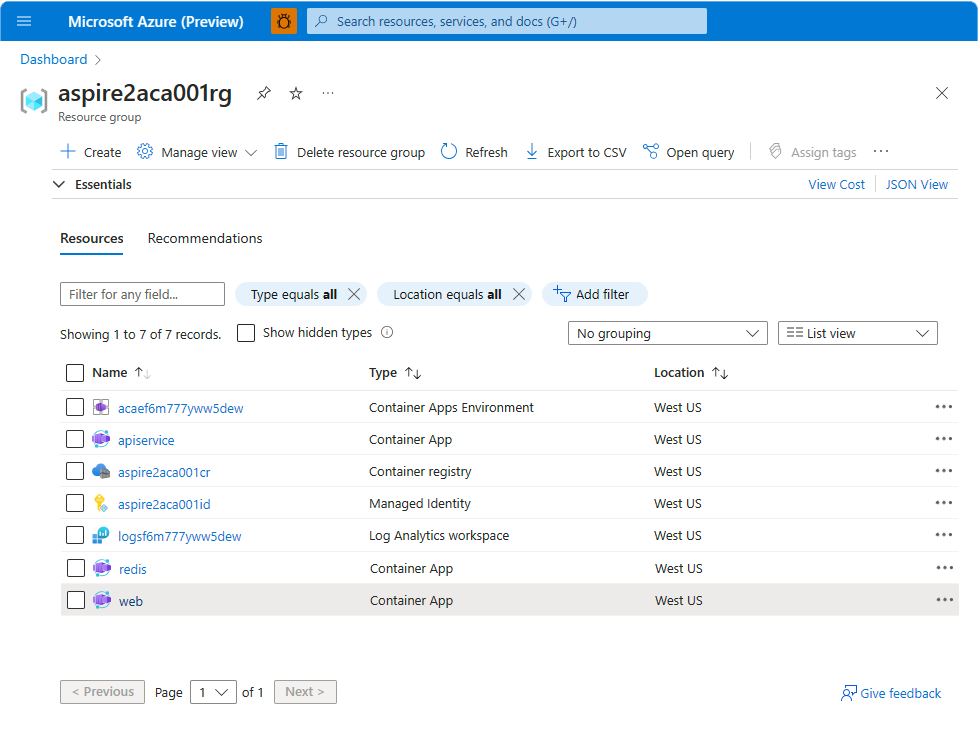 Microsoft Azure (Preview) Search resources, services, and docs (G+/)
Dashboard
aspire2aca001rg
Resource group
Create Manage view Delete resource group Refresh Export to CSV Open query Assign tags
Essentials View Cost JSON View
Resources Recommendations
Filter for any field... Type equals all Location equals all Add filter
Showing 1 to 7 of 7 records. Show hidden types No grouping List view
Name Type Location
acaef6m777yww5dew Container Apps Environment West US
apiservice Container App West US
aspire2aca001cr Container registry West US
aspire2aca001id Managed Identity West US
logsf6m777yww5dew Log Analytics workspace West US
redis Container App West US
web Container App West US
< Previous Page 1 of 1 Next > Give feedback